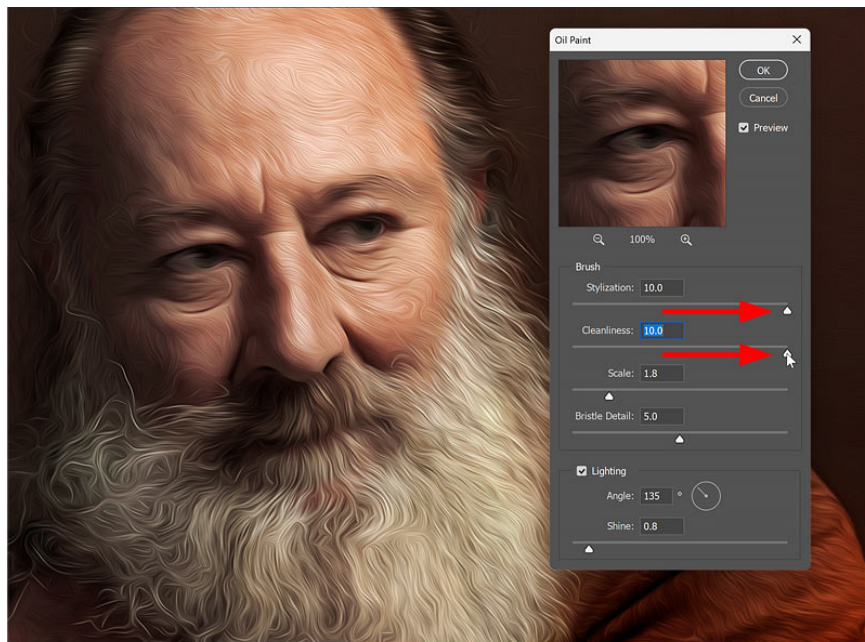 Oil Paint
OK
Cancel
Preview
100%
Brush
Stylization: 10.0
Cleanliness: 10.0
Scale: 1.8
Bristle Detail: 5.0
Lighting
Angle: 135 °
Shine: 0.8